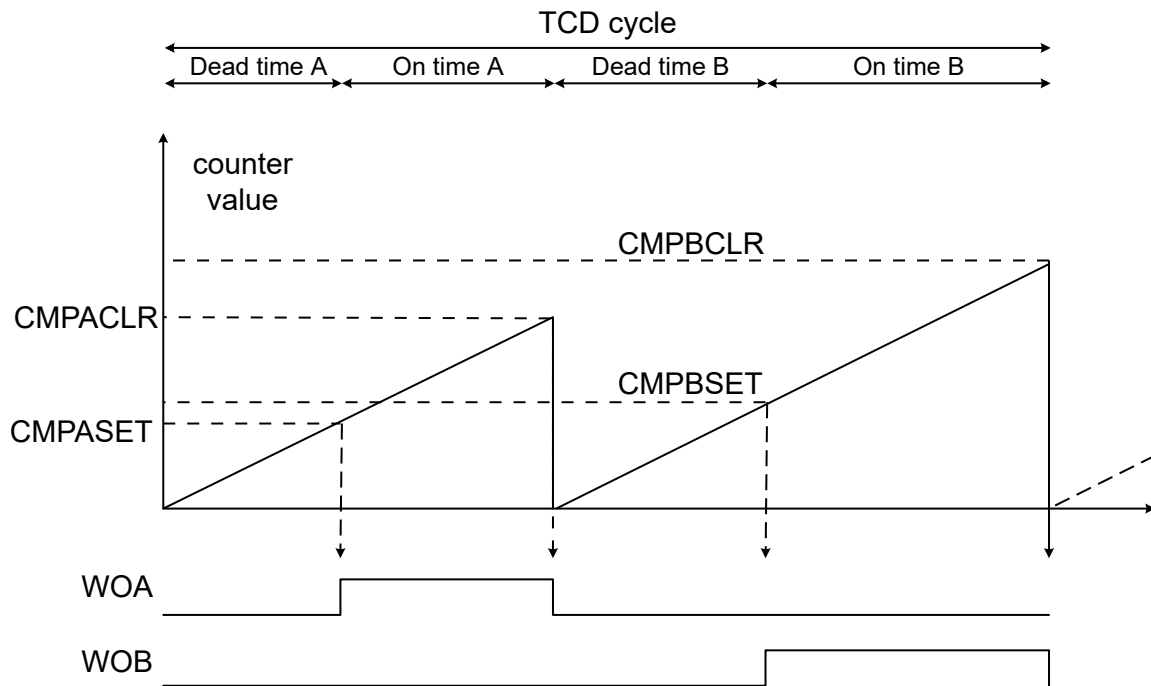 TCD cycle
Dead time A
On time A
Dead time B
On time B
counter
value
CMPBCLR
CMPACLR
CMPBSET
CMPASET
WOA
WOB